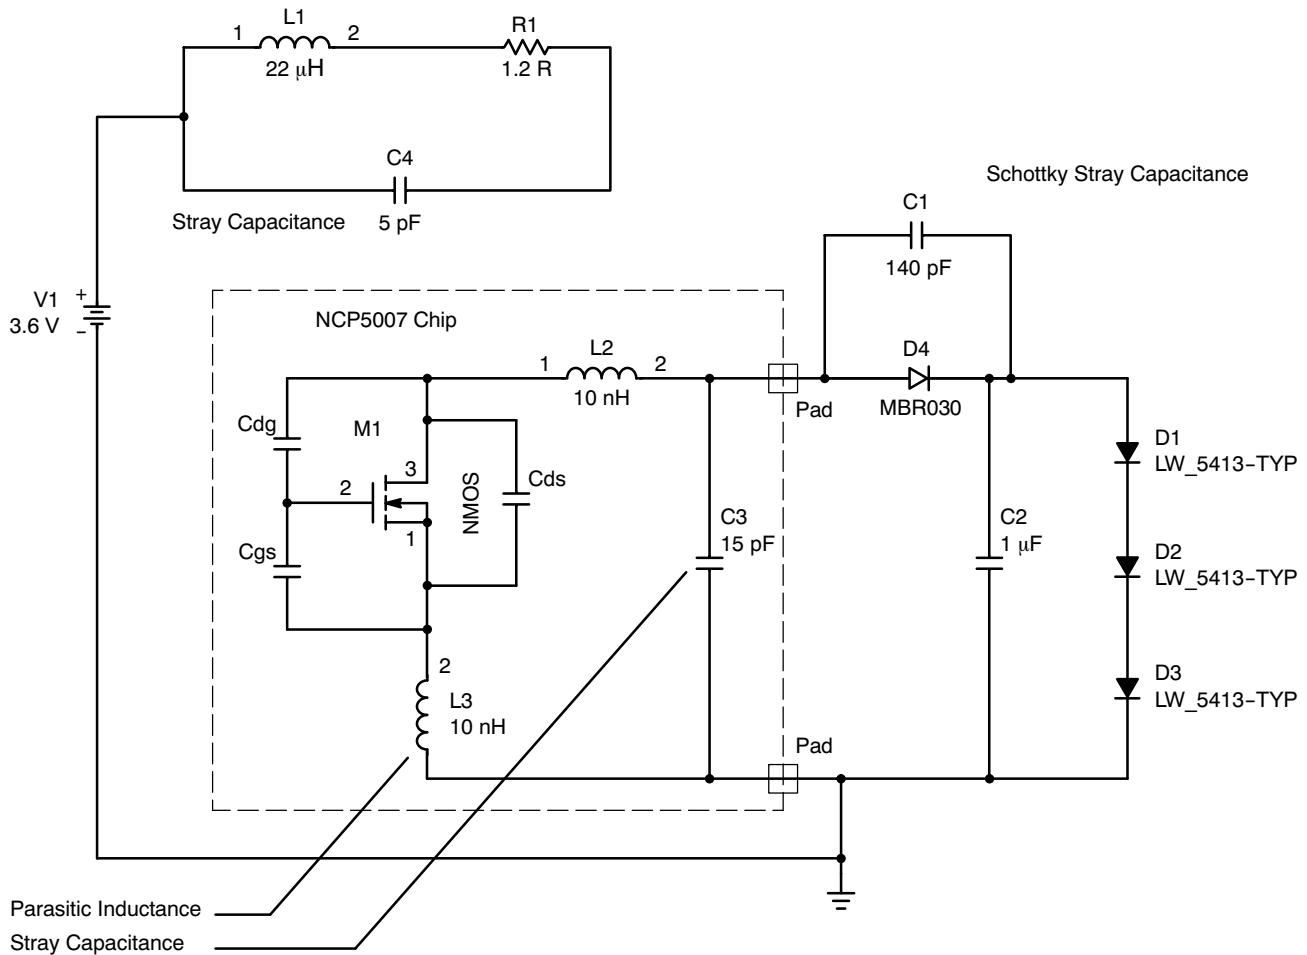 L1
1
2
22 μH
R1
1.2 R
C4
5 pF
Stray Capacitance
Schottky Stray Capacitance
C1
140 pF
V1
3.6 V
+
−
NCP5007 Chip
1
L2
2
10 nH
D4
MBR030
Pad
Cdg
M1
3
2
1
NMOS
Cds
Cgs
C3
15 pF
C2
1 μF
D1
LW_5413-TYP
D2
LW_5413-TYP
D3
LW_5413-TYP
2
L3
10 nH
Pad
Parasitic Inductance
Stray Capacitance